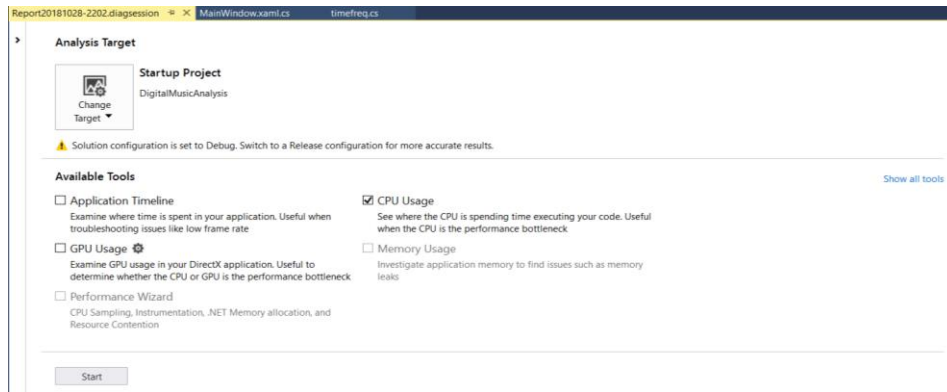 Report20181028-2202.diagsession MainWindow.xaml.cs timefreq.cs
Analysis Target
Startup Project
DigitalMusicAnalysis
Change
Target
Solution configuration is set to Debug. Switch to a Release configuration for more accurate results.
Available Tools
Show all tools
Application Timeline
Examine where time is spent in your application. Useful when
troubleshooting issues like low frame rate
CPU Usage
See where the CPU is spending time executing your code. Useful
when the CPU is the performance bottleneck
GPU Usage
Examine GPU usage in your DirectX application. Useful to
determine whether the CPU or GPU is the performance bottleneck
Memory Usage
Investigate application memory to find issues such as memory
leaks
Performance Wizard
CPU Sampling, Instrumentation, .NET Memory allocation, and
Resource Contention
Start